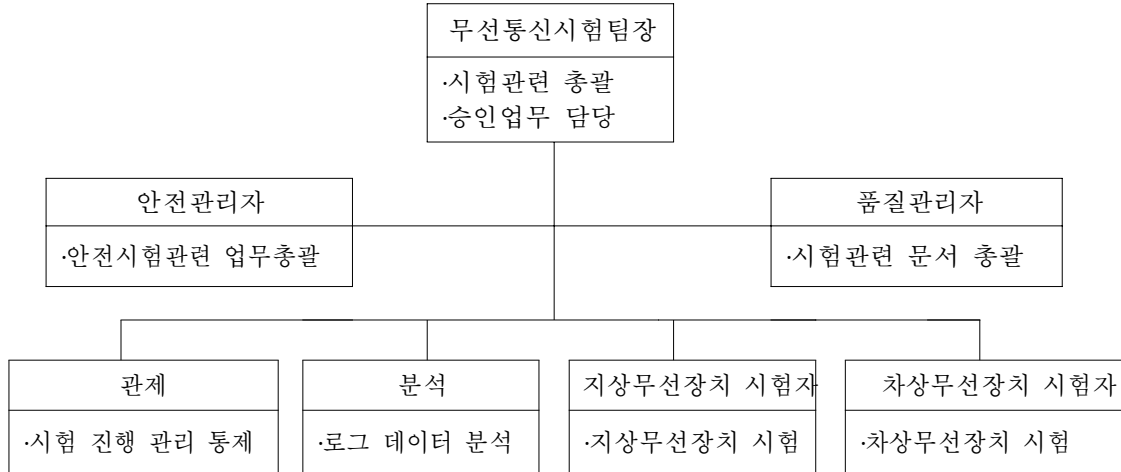 무선통신시험팀장
·시험관련 총괄
·승인업무 담당
안전관리자
·안전시험관련 업무총괄
품질관리자
·시험관련 문서 총괄
관제
·시험 진행 관리 통제
분석
·로그 데이터 분석
지상무선장치 시험자
·지상무선장치 시험
차상무선장치 시험자
·차상무선장치 시험